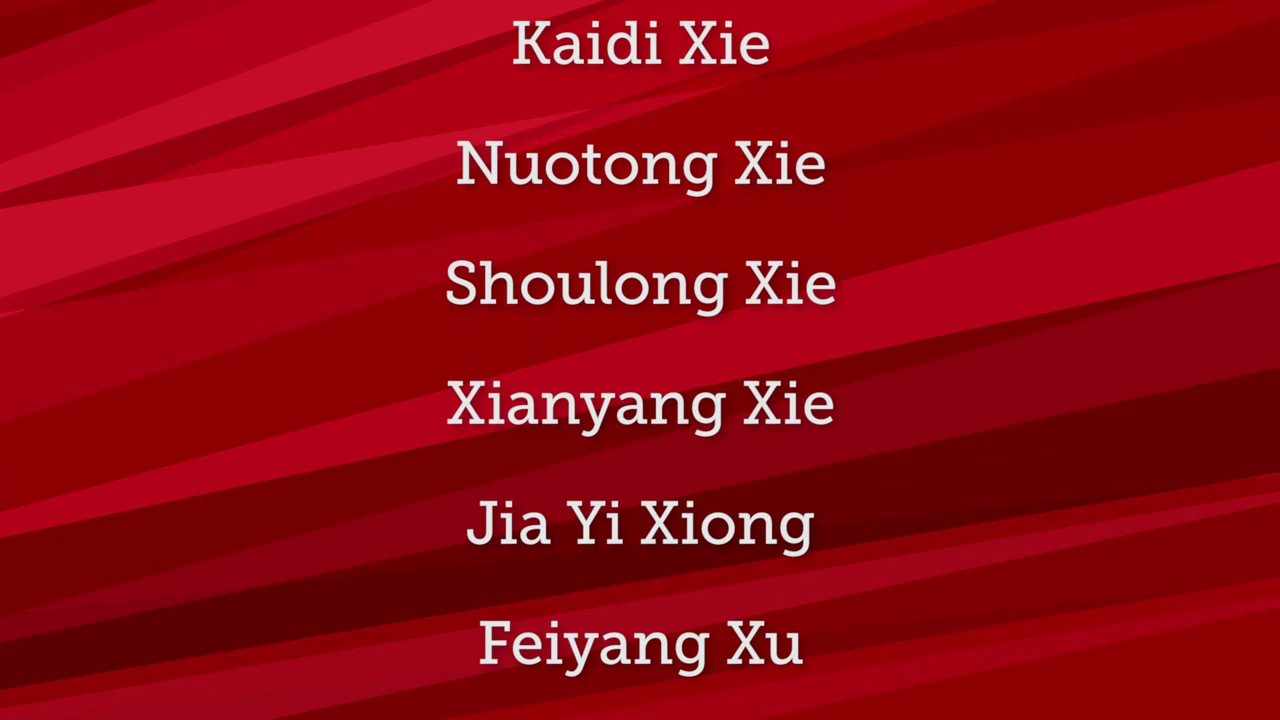 Kaidi Xie
Nuotong Xie
Shoulong Xie
Xianyang Xie
Jia Yi Xiong
Feiyang Xu